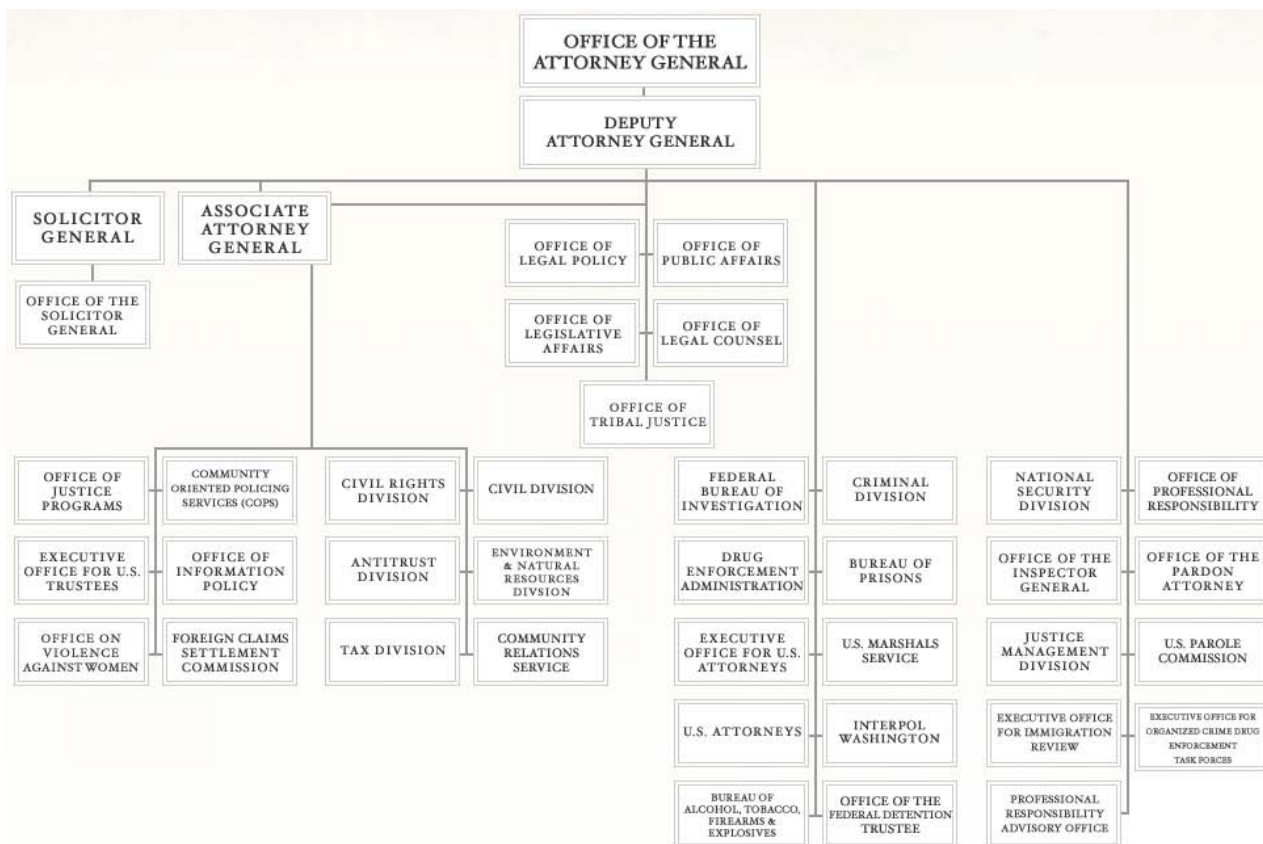 OFFICE OF THE
ATTORNEY GENERAL
DEPUTY
ATTORNEY GENERAL
SOLICITOR
GENERAL
ASSOCIATE
ATTORNEY
GENERAL
OFFICE OF THE
SOLICITOR
GENERAL
OFFICE OF
LEGAL POLICY
OFFICE OF
PUBLIC AFFAIRS
OFFICE OF
LEGISLATIVE
AFFAIRS
OFFICE OF
LEGAL COUNSEL
OFFICE OF
TRIBAL JUSTICE
OFFICE OF
JUSTICE
PROGRAMS
COMMUNITY
ORIENTED POLICING
SERVICES (COPS)
CIVIL RIGHTS
DIVISION
CIVIL DIVISION
FEDERAL
BUREAU OF
INVESTIGATION
CRIMINAL
DIVISION
NATIONAL
SECURITY
DIVISION
OFFICE OF
PROFESSIONAL
RESPONSIBILITY
EXECUTIVE
OFFICE FOR U.S.
TRUSTEES
OFFICE OF
INFORMATION
POLICY
ANTITRUST
DIVISION
ENVIRONMENT
& NATURAL
RESOURCES
DIVSION
DRUG
ENFORCEMENT
ADMINISTRATION
BUREAU OF
PRISONS
OFFICE OF THE
INSPECTOR
GENERAL
OFFICE OF THE
PARDON
ATTORNEY
OFFICE ON
VIOLENCE
AGAINST WOMEN
FOREIGN CLAIMS
SETTLEMENT
COMMISSION
TAX DIVISION
COMMUNITY
RELATIONS
SERVICE
EXECUTIVE
OFFICE FOR U.S.
ATTORNEYS
U.S. MARSHALS
SERVICE
JUSTICE
MANAGEMENT
DIVISION
U.S. PAROLE
COMMISSION
U.S. ATTORNEYS
INTERPOL
WASHINGTON
EXECUTIVE OFFICE
FOR IMMIGRATION
REVIEW
EXECUTIVE OFFICE FOR
ORGANIZED CRIME DRUG
ENFORCEMENT
TASK FORCES
BUREAU OF
ALCOHOL, TOBACCO,
FIREARMS &
EXPLOSIVES
OFFICE OF THE
FEDERAL DETENTION
TRUSTEE
PROFESSIONAL
RESPONSIBILITY
ADVISORY OFFICE